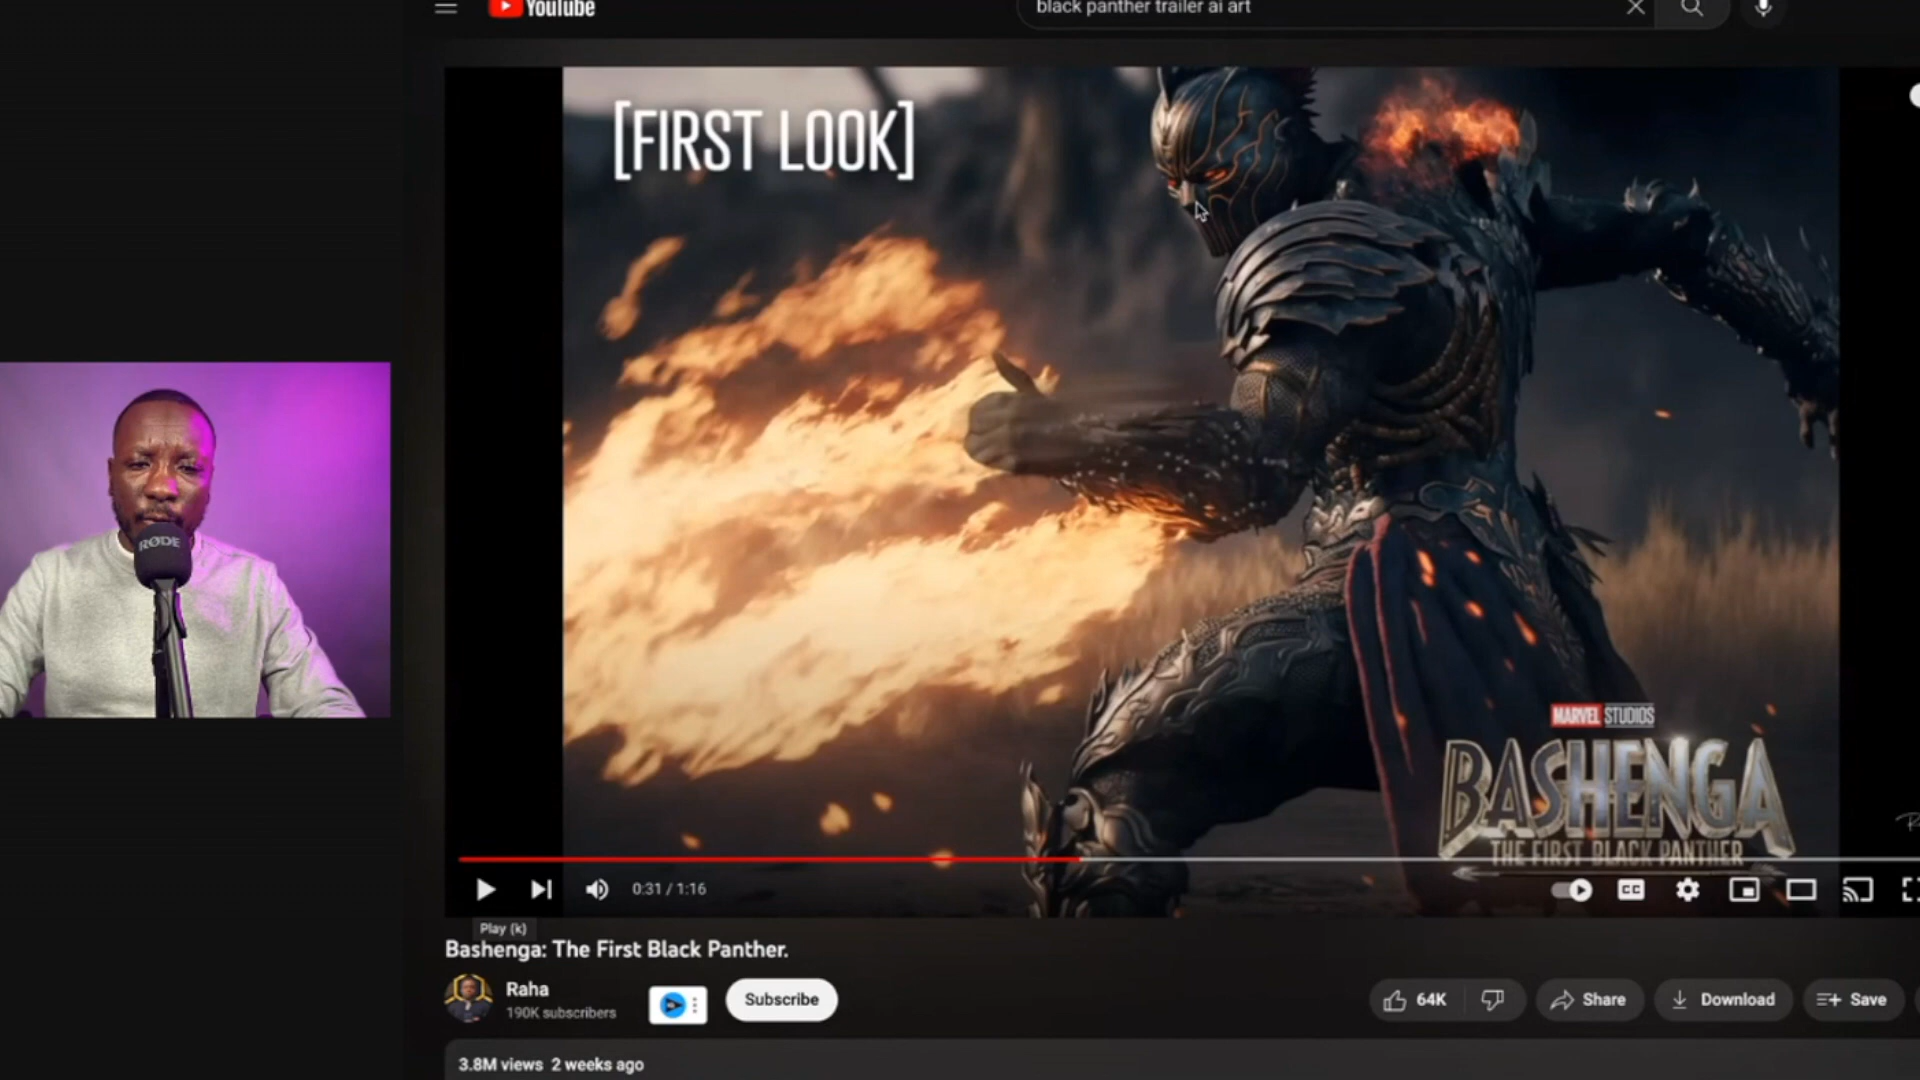 YouTube
black panther trailer ai art
[FIRST LOOK]
RØDE
MARVEL STUDIOS
BASHENGA
THE FIRST BLACK PANTHER
0:31 / 1:16
CC
Play (k)
Bashenga: The First Black Panther.
Raha
190K subscribers
Subscribe
64K
Share
Download
Save
3.8M views 2 weeks ago